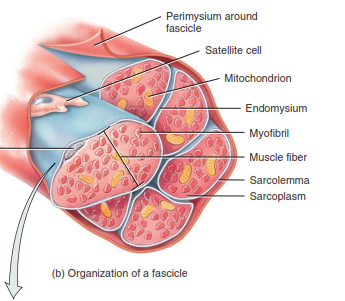 Perimysium around
fascicle
Satellite cell
Mitochondrion
Endomysium
Myofibril
Muscle fiber
Sarcolemma
Sarcoplasm
(b) Organization of a fascicle